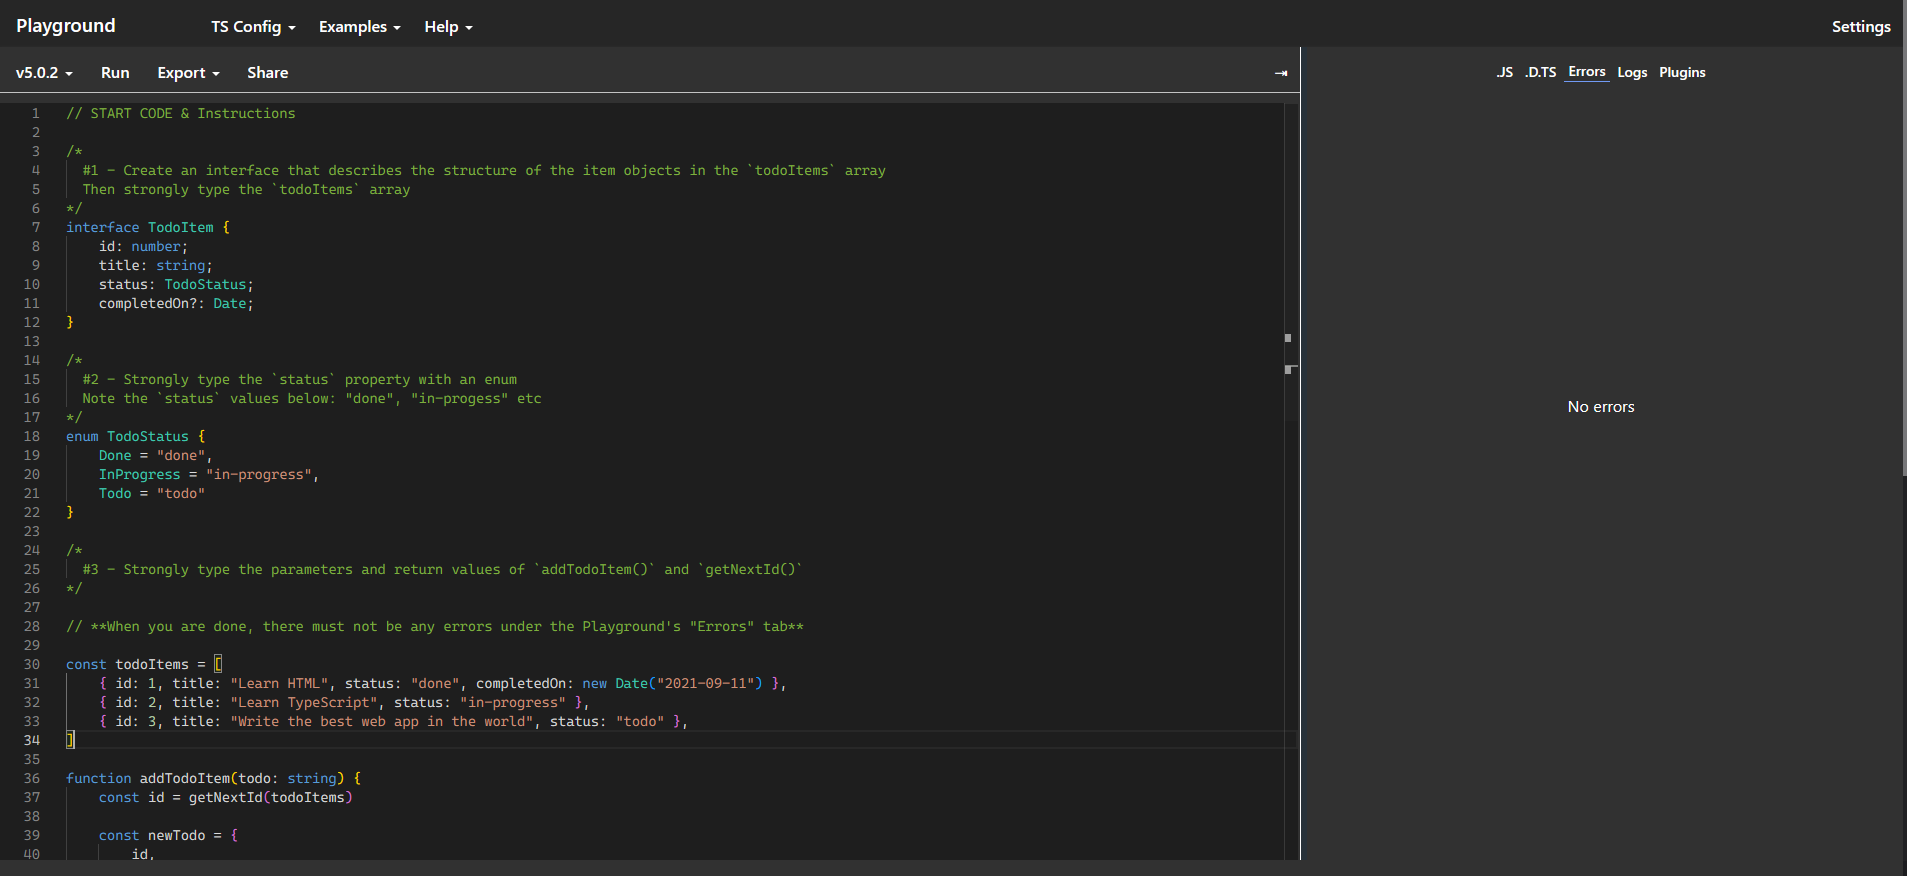 Playground TS Config Examples Help Settings
v5.0.2 Run Export Share .JS .D.TS Errors Logs Plugins
1 // START CODE & Instructions
2
3 /*
4 #1 - Create an interface that describes the structure of the item objects in the `todoItems` array
5 Then strongly type the `todoItems` array
6 */
7 interface TodoItem {
8 id: number;
9 title: string;
10 status: TodoStatus;
11 completedOn?: Date;
12 }
13
14 /*
15 #2 - Strongly type the `status` property with an enum
16 Note the `status` values below: "done", "in-progess" etc
17 */
18 enum TodoStatus {
19 Done = "done",
20 InProgress = "in-progress",
21 Todo = "todo"
22 }
23
24 /*
25 #3 - Strongly type the parameters and return values of `addTodoItem()` and `getNextId()`
26 */
27
28 // **When you are done, there must not be any errors under the Playground's "Errors" tab**
29
30 const todoItems = [
31 { id: 1, title: "Learn HTML", status: "done", completedOn: new Date("2021-09-11") },
32 { id: 2, title: "Learn TypeScript", status: "in-progress" },
33 { id: 3, title: "Write the best web app in the world", status: "todo" },
34 ]
35
36 function addTodoItem(todo: string) {
37 const id = getNextId(todoItems)
38
39 const newTodo = {
40 id,
No errors